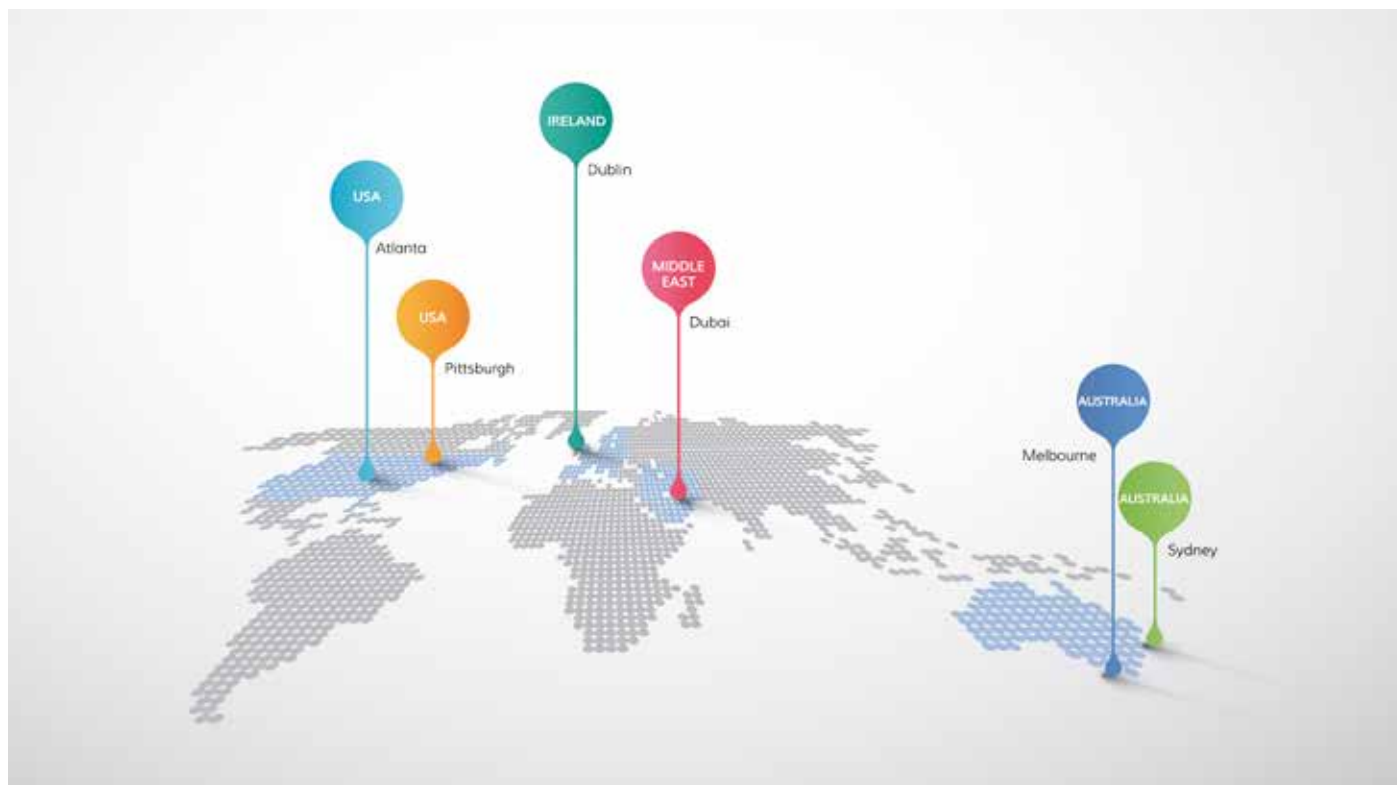 IRELAND
Dublin
USA
Atlanta
MIDDLE
EAST
Dubai
USA
Pittsburgh
AUSTRALIA
Melbourne
AUSTRALIA
Sydney